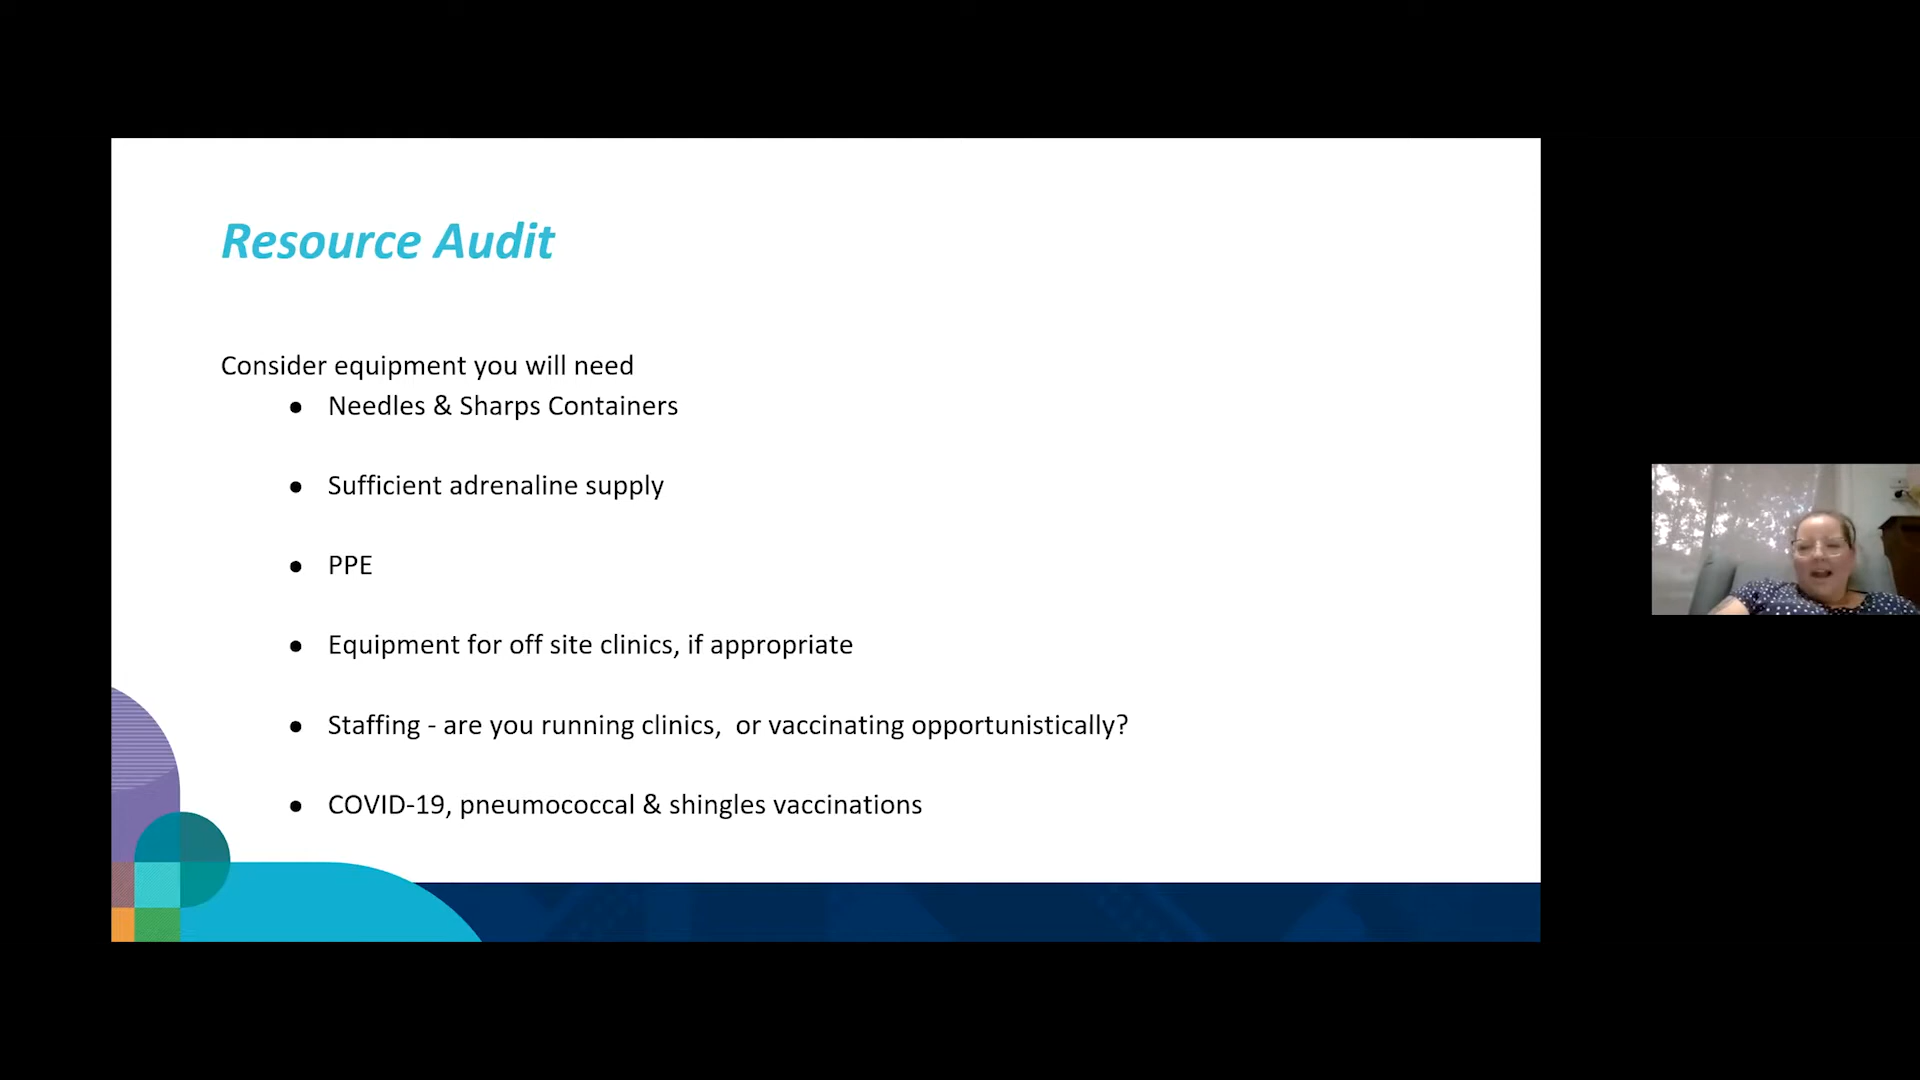 Resource Audit
Consider equipment you will need
● Needles & Sharps Containers
● Sufficient adrenaline supply
● PPE
● Equipment for off site clinics, if appropriate
● Staffing - are you running clinics,  or vaccinating opportunistically?
● COVID-19, pneumococcal & shingles vaccinations